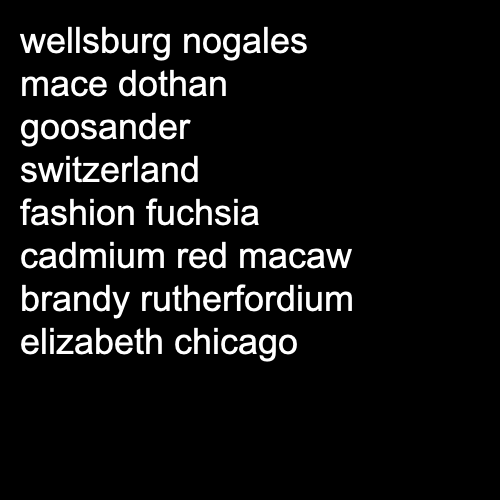 wellsburg nogales
mace dothan
goosander
switzerland
fashion fuchsia
cadmium red macaw
brandy rutherfordium
elizabeth chicago